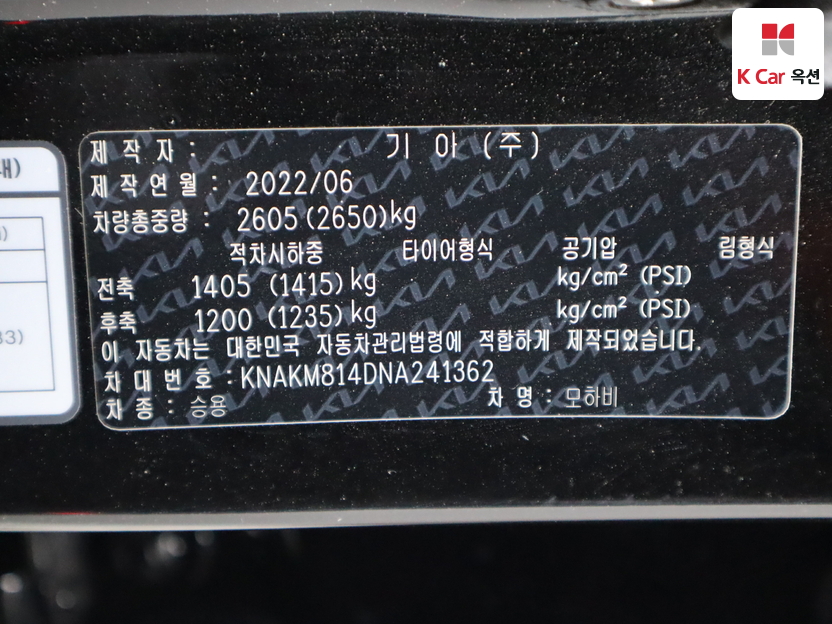 K Car 옥션
제작자 : 기아(주)
제작연월 : 2022/06
차량총중량 : 2605(2650)kg
적차시하중 타이어형식 공기압 림형식
전축 1405 (1415)kg kg/cm² (PSI)
후축 1200 (1235)kg kg/cm² (PSI)
이 자동차는 대한민국 자동차관리법령에 적합하게 제작되었습니다.
차대번호 : KNAKM814DNA241362
차종 : 승용 차명 : 모하비